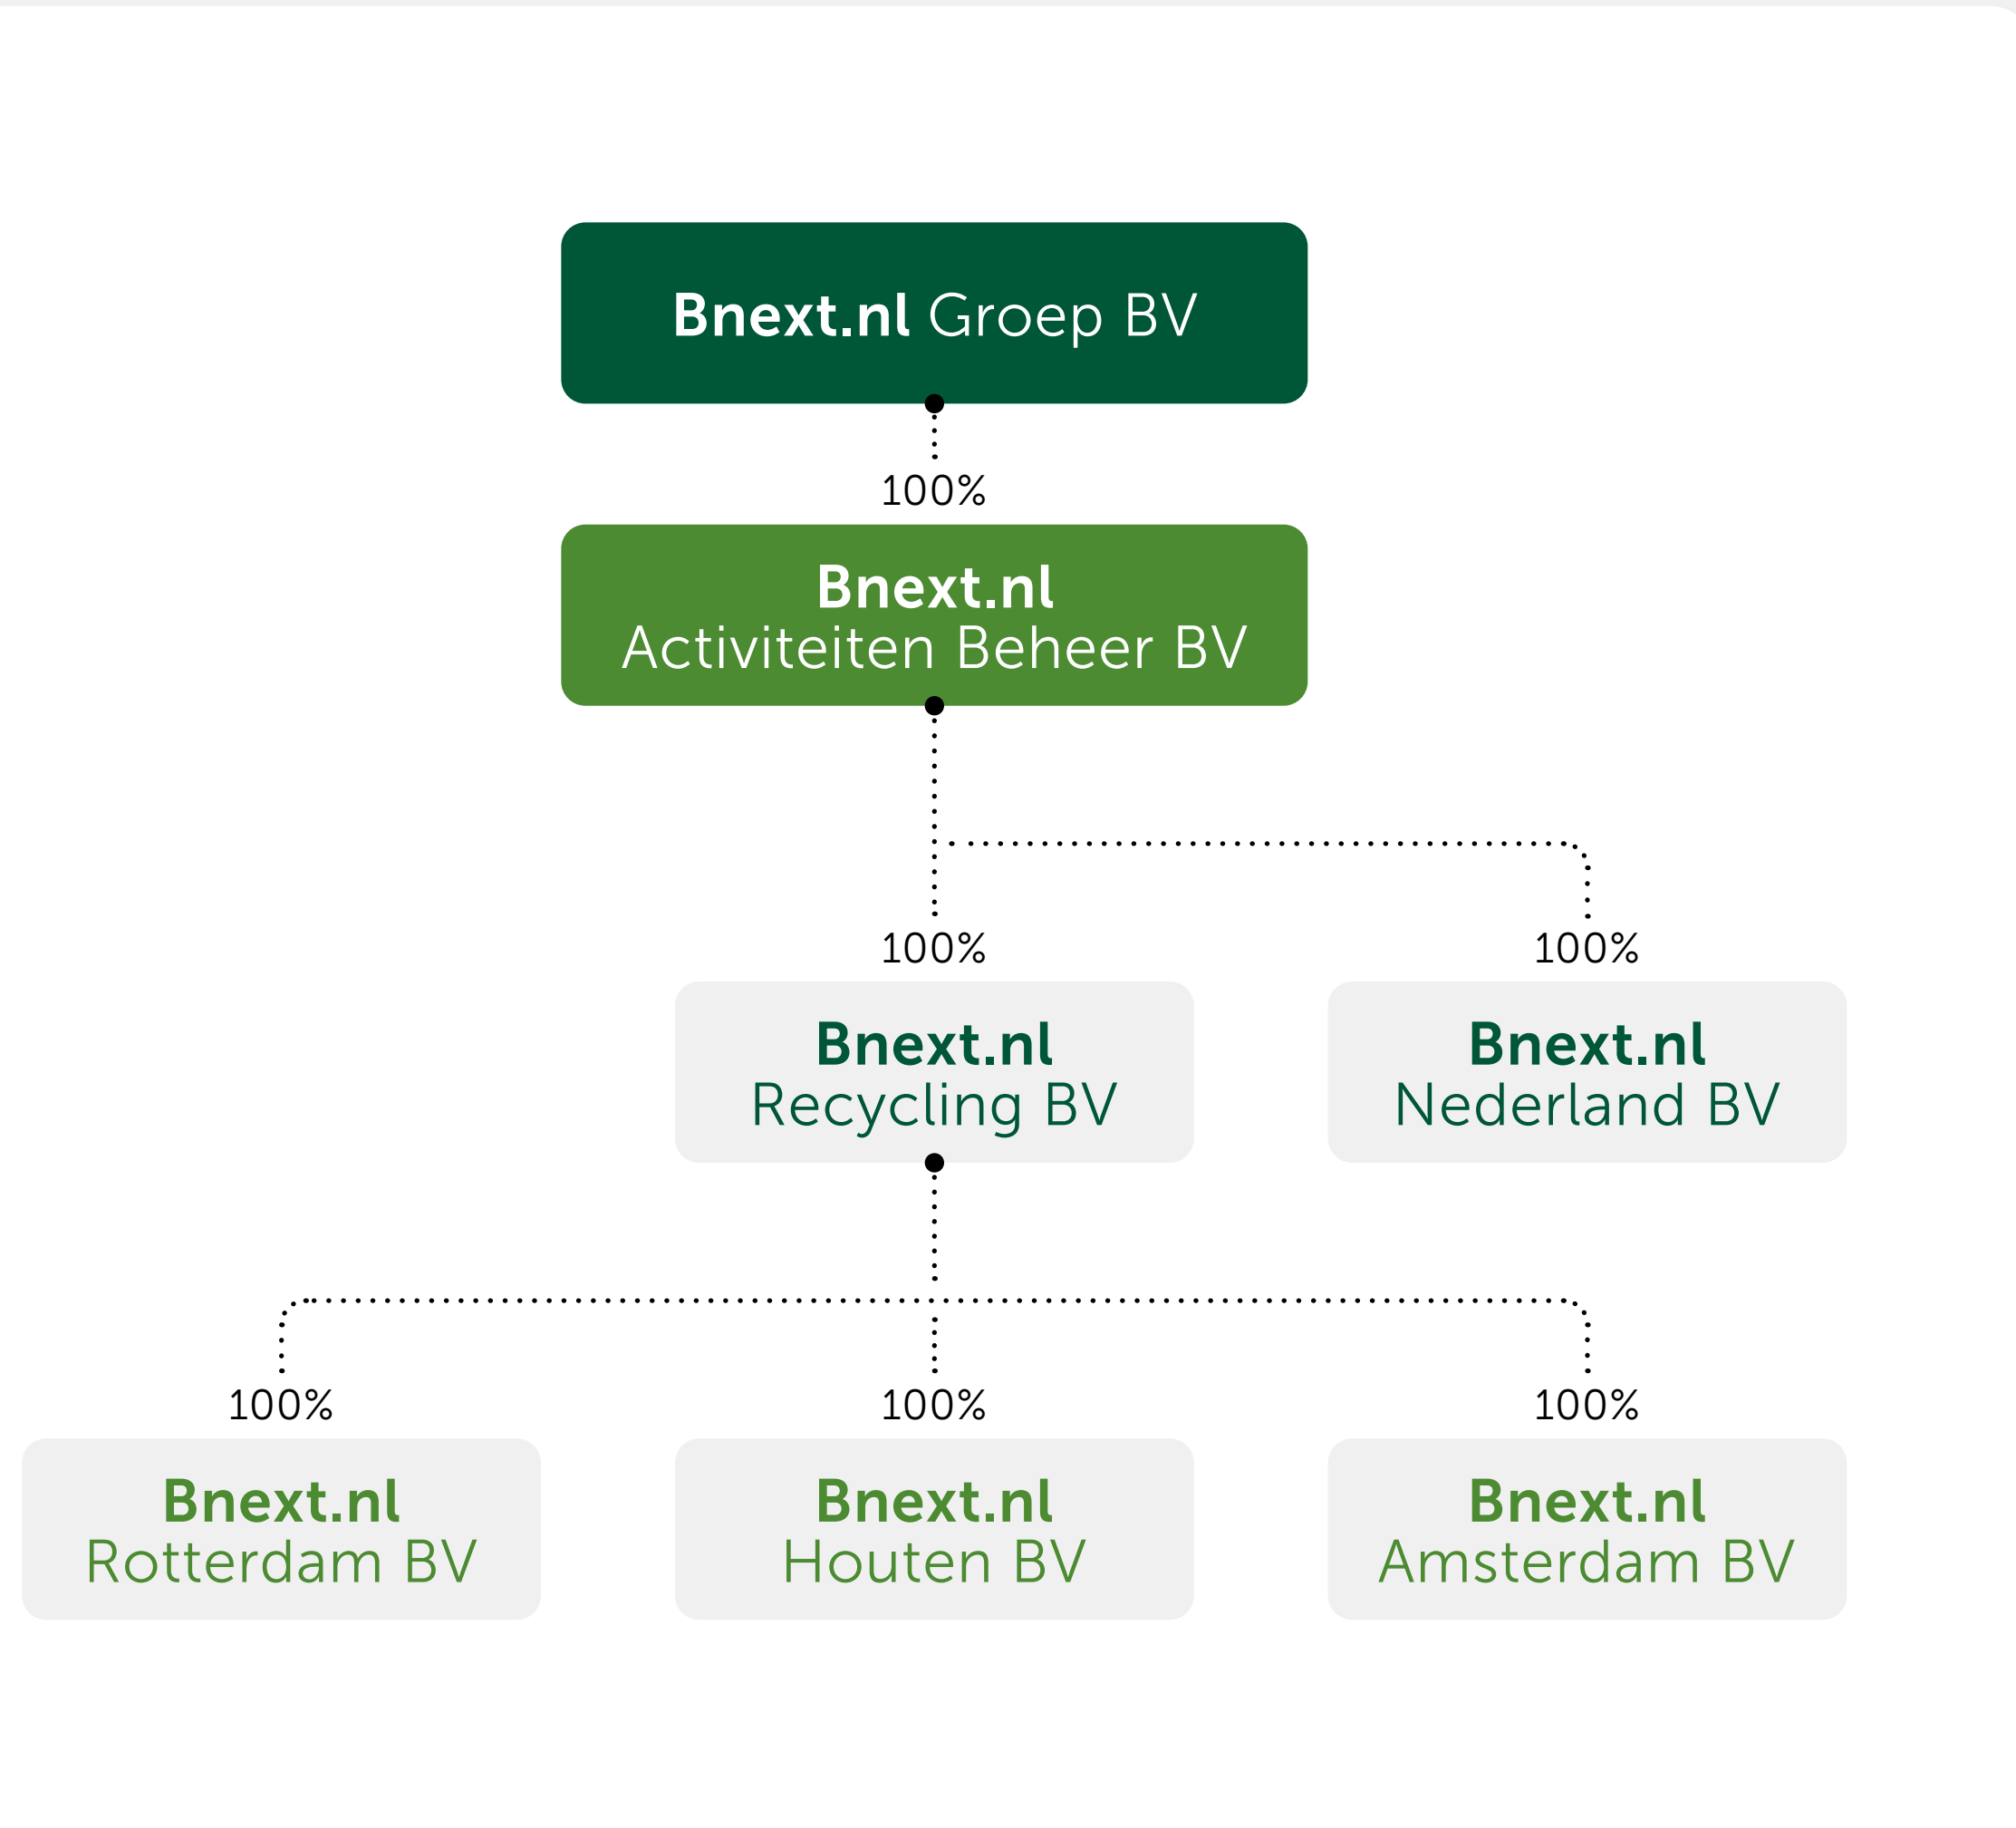 Bnext.nl Groep BV
100%
Bnext.nl
Activiteiten Beheer BV
100%
100%
Bnext.nl
Recycling BV
Bnext.nl
Nederland BV
100%
100%
100%
Bnext.nl
Rotterdam BV
Bnext.nl
Houten BV
Bnext.nl
Amsterdam BV